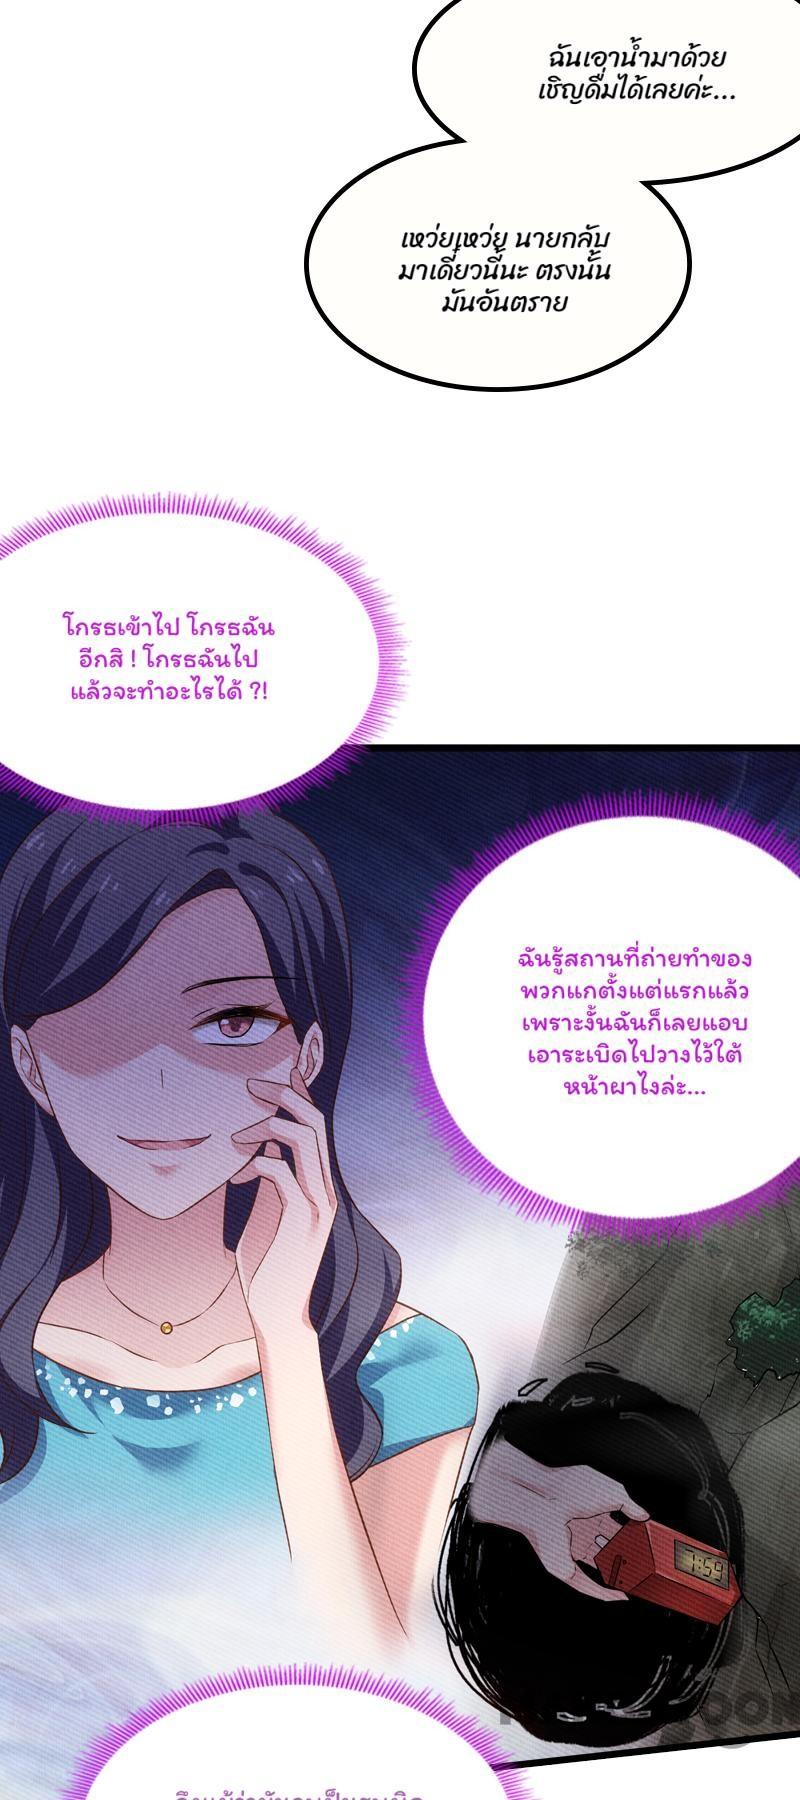 ฉันเอาน้ำมาด้วย
เชิญดื่มได้เลยค่ะ...
เหว่ยเหว่ย นายกลับ
มาเดี๋ยวนี้นะ ตรงนั้น
มันอันตราย
โกรธเข้าไป โกรธฉัน
อีกสิ ! โกรธฉันไป
แล้วจะทำอะไรได้ ?!
ฉันรู้สถานที่ถ่ายทำของ
พวกแกตั้งแต่แรกแล้ว
เพราะงั้นฉันก็เลยแอบ
เอาระเบิดไปวางไว้ใต้
หน้าผาไงล่ะ...
1:59